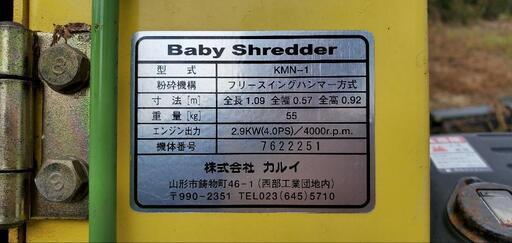 Baby Shredder
型式 KMN-1
粉砕機構 フリースイングハンマー方式
寸法[m] 全長1.09 全幅0.57 全高0.92
重量[kg] 55
エンジン出力 2.9KW(4.0PS)/4000r.p.m.
機体番号 7622251
株式会社 カルイ
山形市鋳物町46-1(西部工業団地内)
〒990-2351 TEL023(645)5710